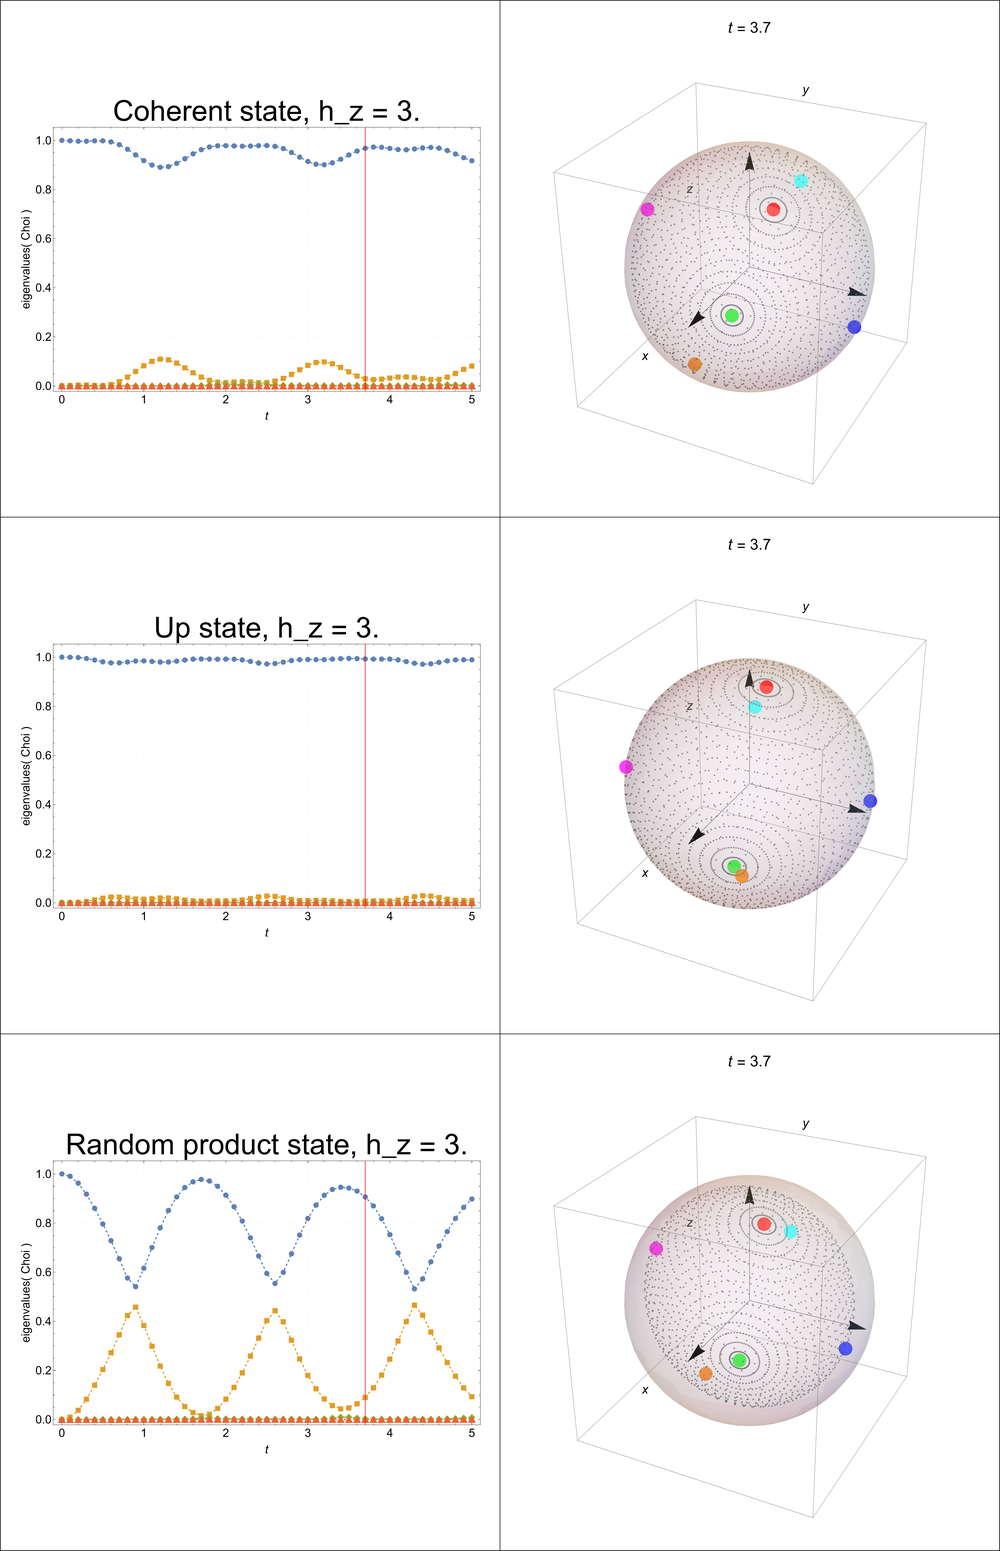 t = 3.7
Coherent state, h_z = 3.
1.0
0.8
0.6
0.4
0.2
0.0
eigenvalues( Choi )
0 1 2 3 4 5
t
y
z
x
t = 3.7
Up state, h_z = 3.
1.0
0.8
0.6
0.4
0.2
0.0
eigenvalues( Choi )
0 1 2 3 4 5
t
y
z
x
t = 3.7
Random product state, h_z = 3.
1.0
0.8
0.6
0.4
0.2
0.0
eigenvalues( Choi )
0 1 2 3 4 5
t
y
z
x